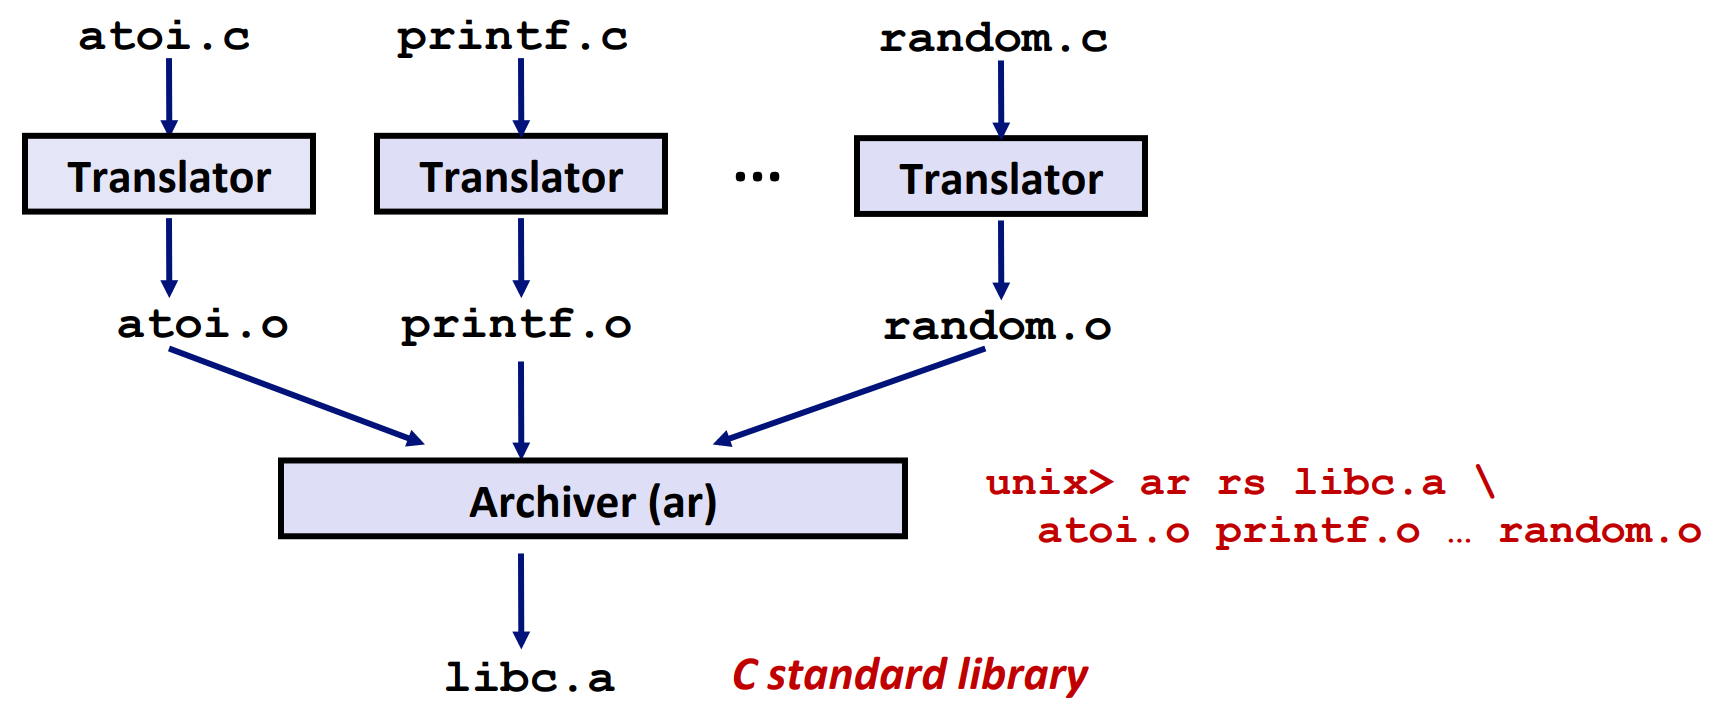 atoi.c printf.c random.c
Translator Translator ... Translator
atoi.o printf.o random.o
Archiver (ar)
unix> ar rs libc.a \
atoi.o printf.o … random.o
libc.a C standard library